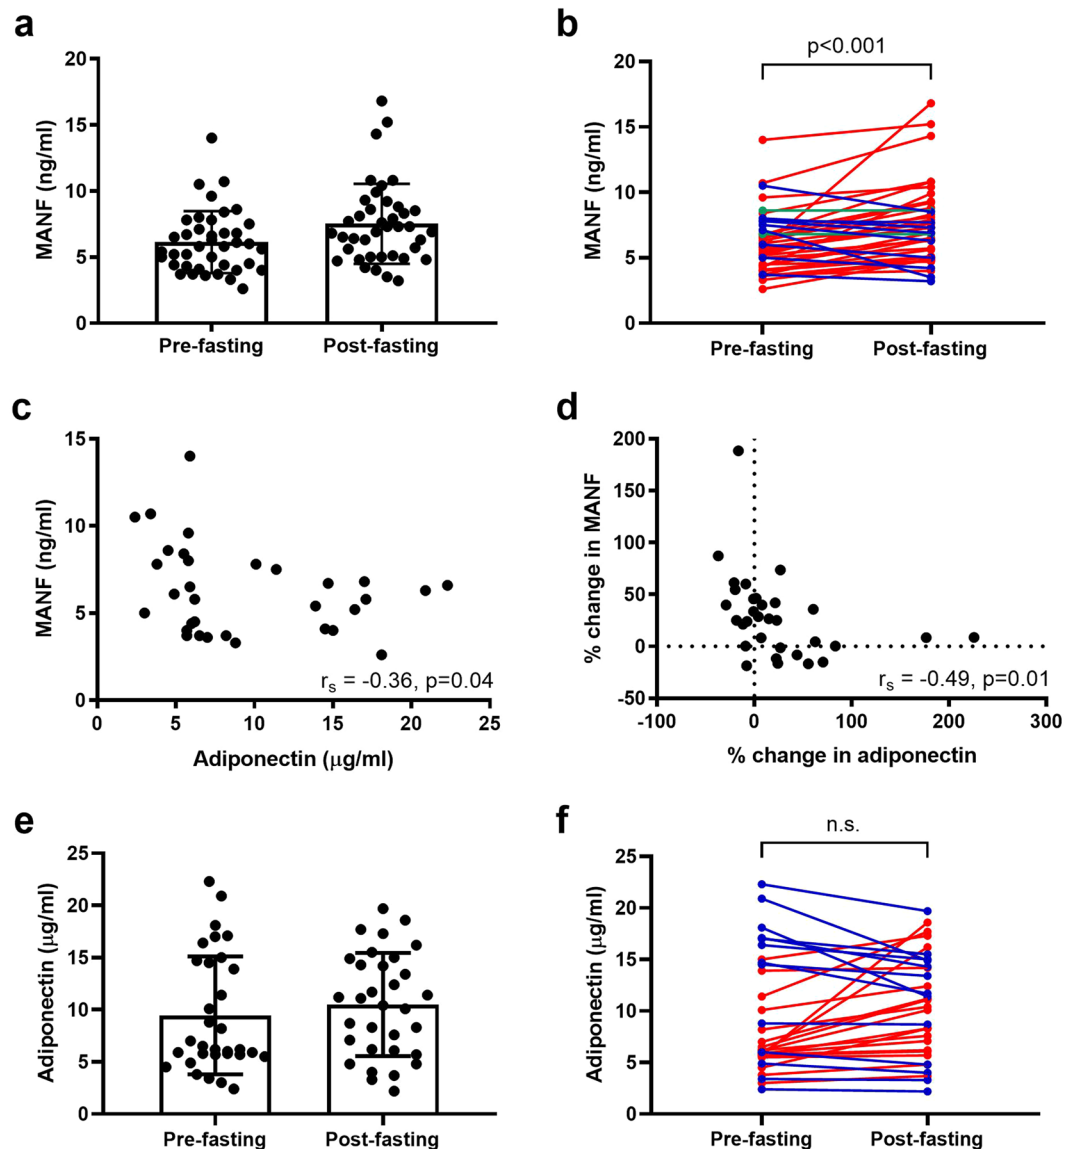 a
20
15
10
5
0
MANF (ng/ml)
Pre-fasting
Post-fasting
b
p<0.001
20
15
10
5
0
MANF (ng/ml)
Pre-fasting
Post-fasting
c
15
10
5
0
MANF (ng/ml)
rs = -0.36, p=0.04
0 5 10 15 20 25
Adiponectin (μg/ml)
d
200
150
100
50
0
-50
% change in MANF
rs = -0.49, p=0.01
-100 0 100 200 300
% change in adiponectin
e
25
20
15
10
5
0
Adiponectin (μg/ml)
Pre-fasting
Post-fasting
f
n.s.
25
20
15
10
5
0
Adiponectin (μg/ml)
Pre-fasting
Post-fasting